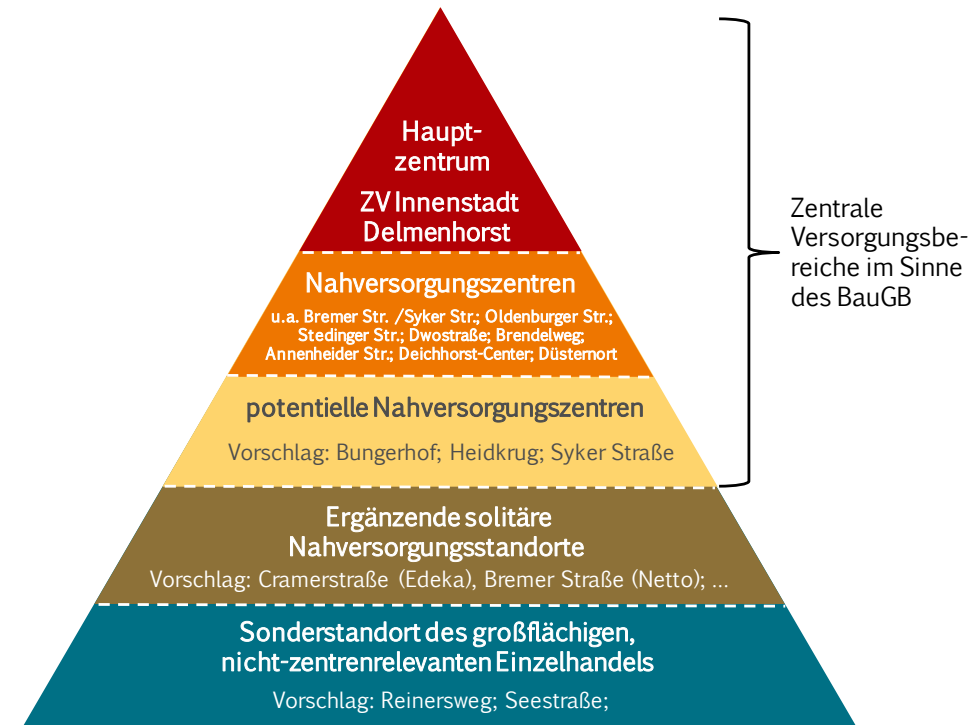 Haupt-
zentrum
ZV Innenstadt
Delmenhorst
Nahversorgungszentren
u.a. Bremer Str. /Syker Str.; Oldenburger Str.;
Stedinger Str.; Dwostraße; Brendelweg;
Annenheider Str.; Deichhorst-Center; Düsternort
potentielle Nahversorgungszentren
Vorschlag: Bungerhof; Heidkrug; Syker Straße
Ergänzende solitäre
Nahversorgungsstandorte
Vorschlag: Cramerstraße (Edeka), Bremer Straße (Netto); ...
Sonderstandort des großflächigen,
nicht-zentrenrelevanten Einzelhandels
Vorschlag: Reinersweg; Seestraße;
Zentrale
Versorgungsbe-
reiche im Sinne
des BauGB